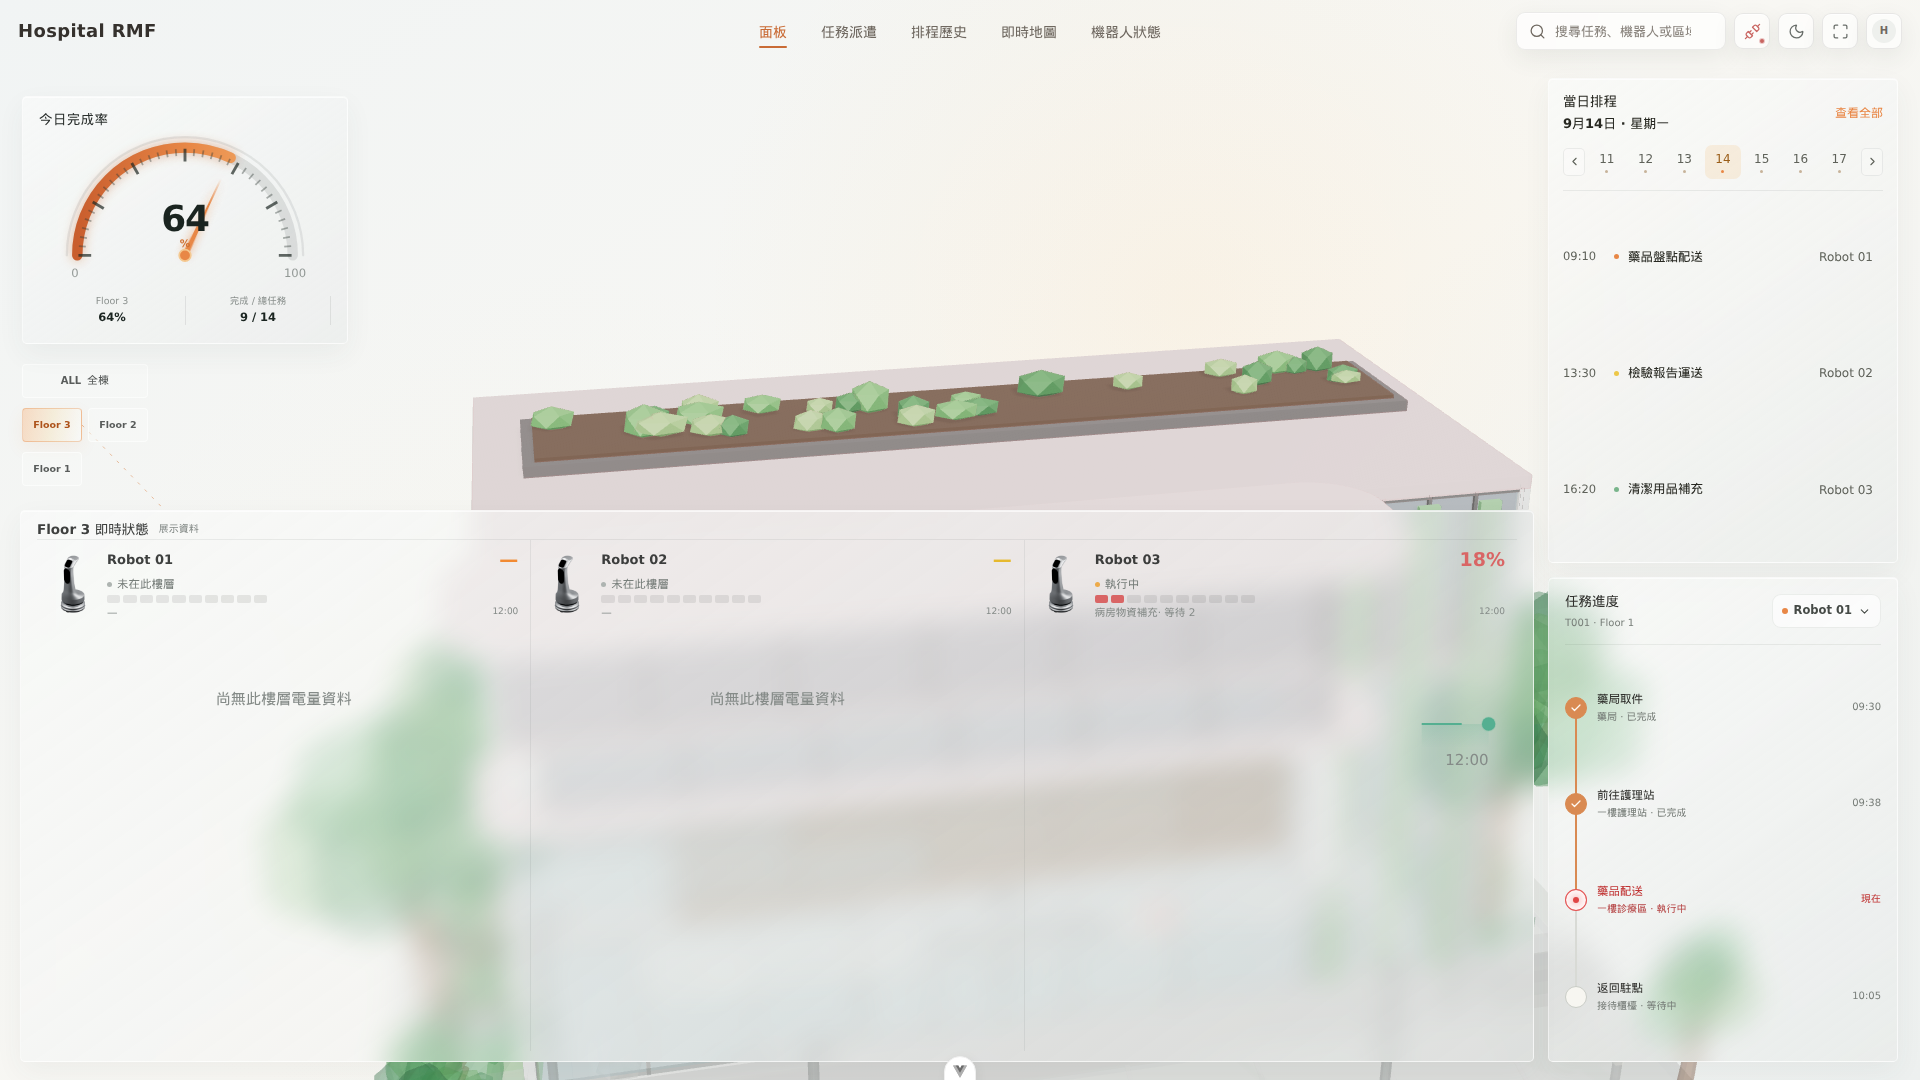 Hospital RMF
面板
任務派遣
排程歷史
即時地圖
機器人狀態
搜尋任務、機器人或區
H
今日完成率
64
%
0
100
Floor 3
64%
完成 / 總任務
9 / 14
ALL 全棟
Floor 3
Floor 2
Floor 1
當日排程
9月14日・星期一
查看全部
11 12 13 14 15 16 17
09:10 藥品盤點配送 Robot 01
13:30 檢驗報告運送 Robot 02
16:20 清潔用品補充 Robot 03
Floor 3 即時狀態 展示資料
Robot 01
—
未在此樓層
—
12:00
尚無此樓層電量資料
Robot 02
—
未在此樓層
—
12:00
尚無此樓層電量資料
Robot 03
18%
執行中
病房物資補充· 等待 2
12:00
12:00
任務進度
T001 · Floor 1
Robot 01
藥局取件
藥局 · 已完成
09:30
前往護理站
一樓護理站 · 已完成
09:38
藥品配送
一樓診療區 · 執行中
現在
返回駐點
接待櫃檯 · 等待中
10:05